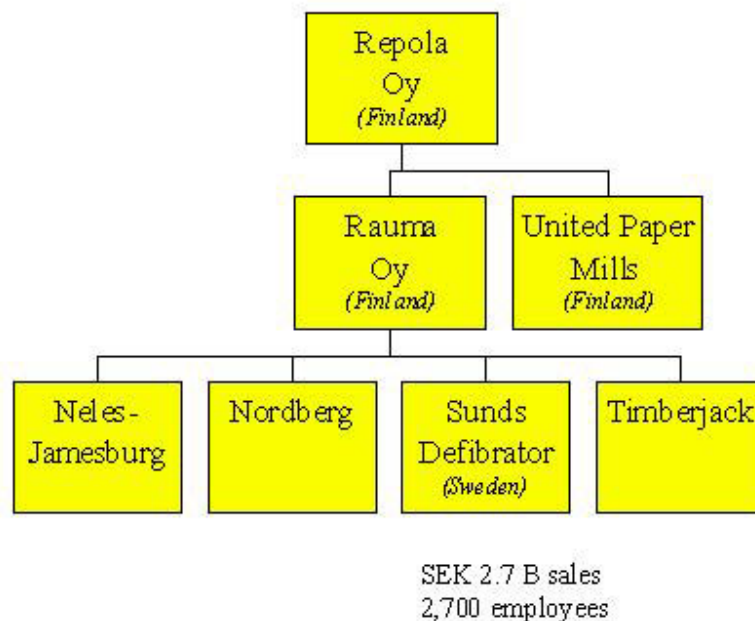 Repola
Oy
(Finland)
Rauma
Oy
(Finland)
United Paper
Mills
(Finland)
Neles-
Jamesburg
Nordberg
Sunds
Defibrator
(Sweden)
Timberjack
SEK 2.7 B sales
2,700 employees